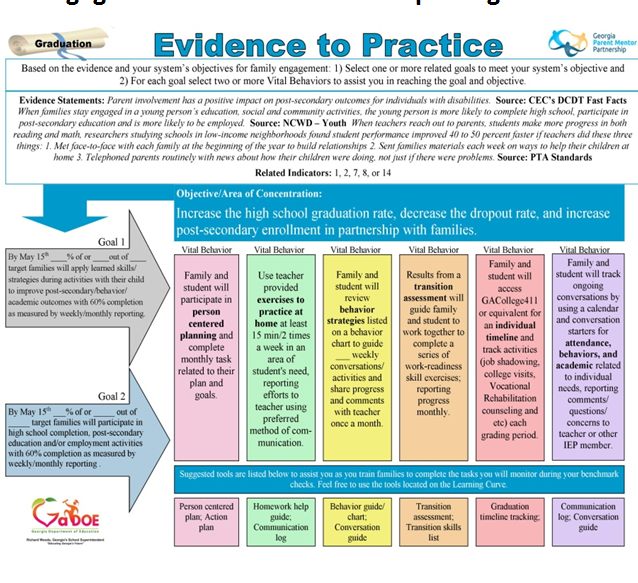 Graduation
Evidence to Practice
Georgia
Parent Mentor
Partnership
Based on the evidence and your system's objectives for family engagement: 1) Select one or more related goals to meet your system's objective and
2) For each goal select two or more Vital Behaviors to assist you in reaching the goal and objective.
Evidence Statements: Parent involvement has a positive impact on post-secondary outcomes for individuals with disabilities. Source: CEC's DCDT Fast Facts
When families stay engaged in a young person's education, social and community activities, the young person is more likely to complete high school, participate in
post-secondary education and is more likely to be employed. Source: NCWD – Youth When teachers reach out to parents, students make more progress in both
reading and math, researchers studying schools in low-income neighborhoods found student performance improved 40 to 50 percent faster if teachers did these three
things: 1. Met face-to-face with each family at the beginning of the year to build relationships 2. Sent families materials each week on ways to help their children at
home 3. Telephoned parents routinely with news about how their children were doing, not just if there were problems. Source: PTA Standards
Related Indicators: 1, 2, 7, 8, or 14
Objective/Area of Concentration:
Increase the high school graduation rate, decrease the dropout rate, and increase
post-secondary enrollment in partnership with families.
Goal 1
By May 15th ___% of or ____out of____
target families will apply learned skills/
strategies during activities with their child
to improve post-secondary/behavior/
academic outcomes with 60% completion
as measured by weekly/monthly reporting.
Goal 2
By May 15th ___% of or _____ out of
_____ target families will participate in
high school completion, post-secondary
education and/or employment activities
with 60% completion as measured by
weekly/monthly reporting .
Vital Behavior
Family and
student will
participate in
person
centered
planning and
complete
monthly task
related to their
plan and
goals.
Vital Behavior
Use teacher
provided
exercises to
practice at
home at least
15 min/2 times
a week in an
area of
student's need,
reporting
efforts to
teacher using
preferred
method of com-
munication.
Vital Behavior
Family and
student will
review
behavior
strategies listed
on a behavior
chart to guide
___ weekly
conversations/
activities and
share progress
and comments
with teacher
once a month.
Vital Behavior
Results from a
transition
assessment will
guide family
and student to
work together to
complete a
series of
work-readiness
skill exercises;
reporting
progress
monthly.
Vital Behavior
Family and
student will
access
GACollege411
or equivalent for
an individual
timeline and
track activities
(job shadowing,
college visits,
Vocational
Rehabilitation
counseling and
etc) each
grading period.
Vital Behavior
Family and
student will track
ongoing
conversations by
using a calendar
and conversation
starters for
attendance,
behaviors, and
academic related
to individual
needs, reporting
comments/
questions/
concerns to
teacher or other
IEP member.
Suggested tools are listed below to assist you as you train families to complete the tasks you will monitor during your benchmark
checks. Feel free to use the tools located on the Learning Curve.
Person centered
plan; Action
plan
Homework help
guide;
Communication
log
Behavior guide/
chart;
Conversation
guide
Transition
assessment;
Transition skills
list
Graduation
timeline tracking;
Communication
log; Conversation
guide
GaDOE
Georgia Department of Education
Richard Woods, Georgia's School Superintendent
"Educating Georgia's Future"